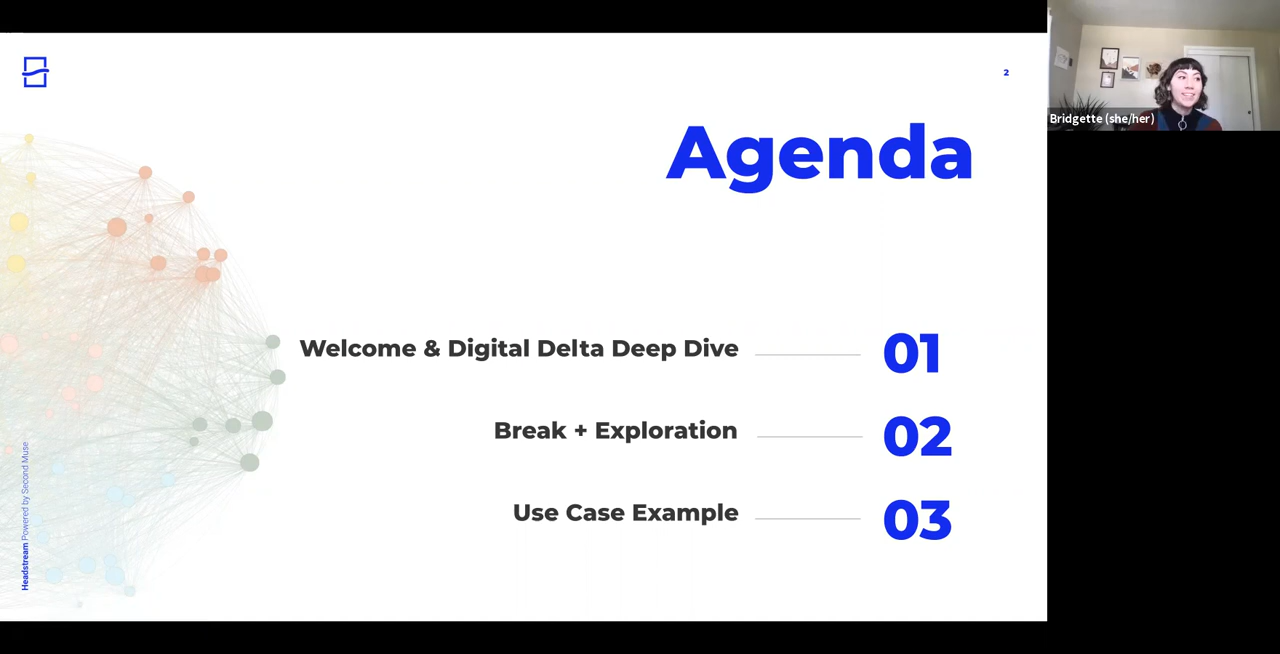 2
Agenda
Welcome & Digital Delta Deep Dive 01
Break + Exploration 02
Use Case Example 03
Headstream Powered by Second Muse
Bridgette (she/her)